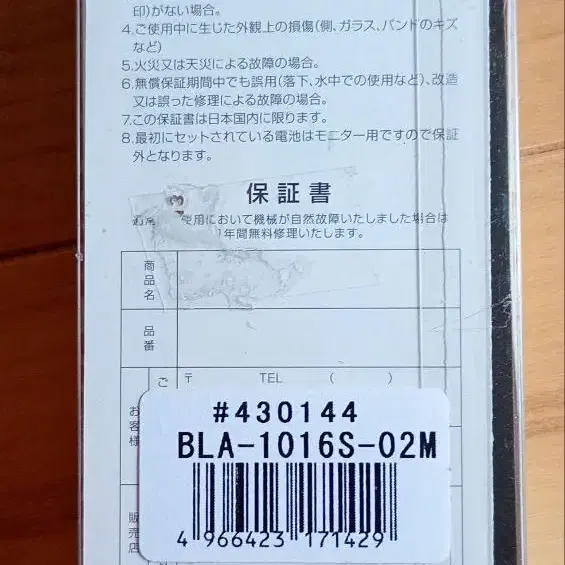 印)がない場合。
4.ご使用中に生じた外観上の損傷(側、ガラス、バンドのキズ
など)
5.火災又は天災による故障の場合。
6.無償保証期間中でも誤用(落下、水中での使用など)、改造
又は誤った修理による故障の場合。
7.この保証書は日本国内に限ります。
8.最初にセットされている電池はモニター用ですので保証
外となります。
保証書
使用において機械が自然故障いたしました場合は
1年間無料修理いたします。
商品名
品番
〒 TEL ( )
ご
お客様
#430144
BLA-1016S-02M
4 966423 171429
販売店